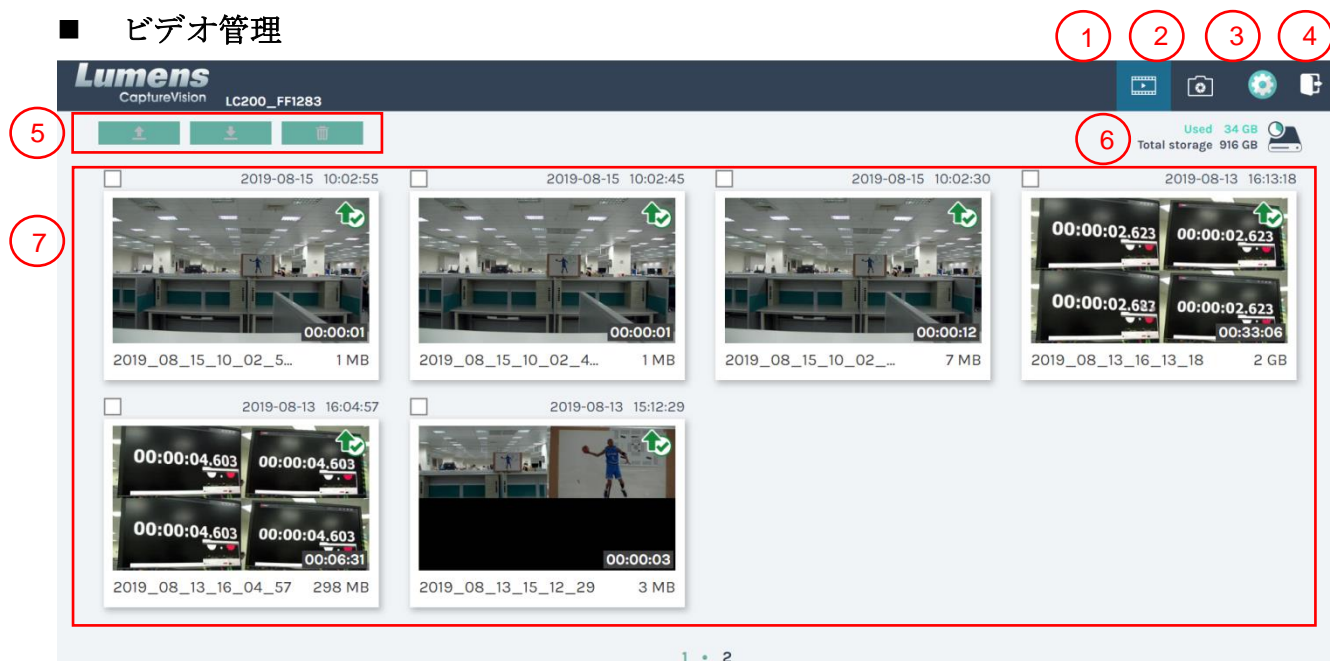 ■ ビデオ管理
1 2 3 4
Lumens
CaptureVision LC200_FF1283
5
6
Used 34 GB
Total storage 916 GB
7
2019-08-15 10:02:55
2019-08-15 10:02:45
2019-08-15 10:02:30
2019-08-13 16:13:18
00:00:02.623 00:00:02.623
00:00:02.623 00:00:02.623
00:00:01
00:00:01
00:00:12
00:33:06
2019_08_15_10_02_5... 1 MB
2019_08_15_10_02_4... 1 MB
2019_08_15_10_02_... 7 MB
2019_08_13_16_13_18 2 GB
2019-08-13 16:04:57
2019-08-13 15:12:29
00:00:04.603 00:00:04.603
00:00:04.603 00:00:04.603
00:06:31
00:00:03
2019_08_13_16_04_57 298 MB
2019_08_13_15_12_29 3 MB
1 • 2